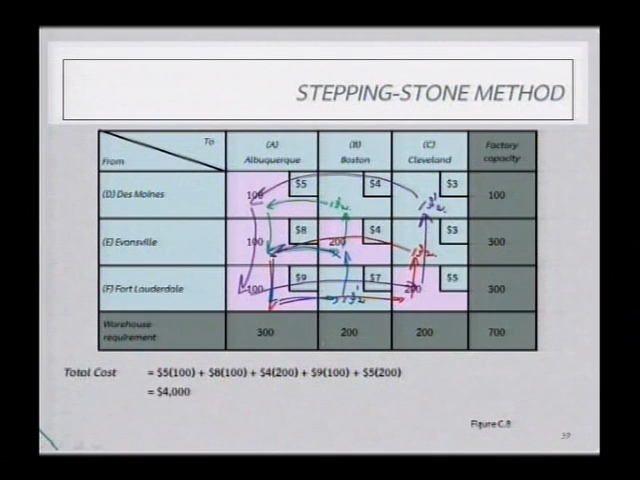 STEPPING-STONE METHOD
To
From
(A)
Albuquerque
(B)
Boston
(C)
Cleveland
Factory
capacity
(D) Des Moines
100
$5
$4
$3
100
(E) Evansville
100
$8
200
$4
$3
300
(F) Fort Lauderdale
100
$9
$7
200
$5
300
Warehouse
requirement
300
200
200
700
Total Cost = $5(100) + $8(100) + $4(200) + $9(100) + $5(200)
= $4,000
Figure C.8
39